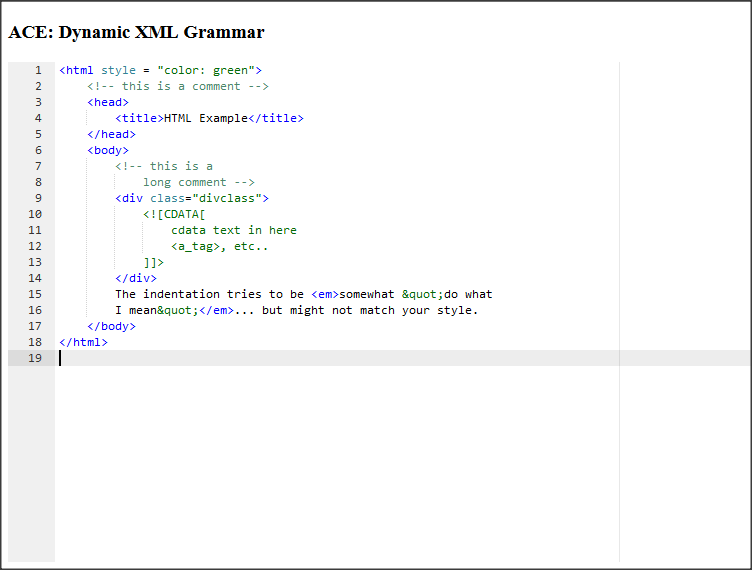 ACE: Dynamic XML Grammar
1 <html style = "color: green">
2 <!-- this is a comment -->
3 <head>
4 <title>HTML Example</title>
5 </head>
6 <body>
7 <!-- this is a
8 long comment -->
9 <div class="divclass">
10 <![CDATA[
11 cdata text in here
12 <a_tag>, etc..
13 ]]>
14 </div>
15 The indentation tries to be <em>somewhat &quot;do what
16 I mean&quot;</em>... but might not match your style.
17 </body>
18 </html>
19